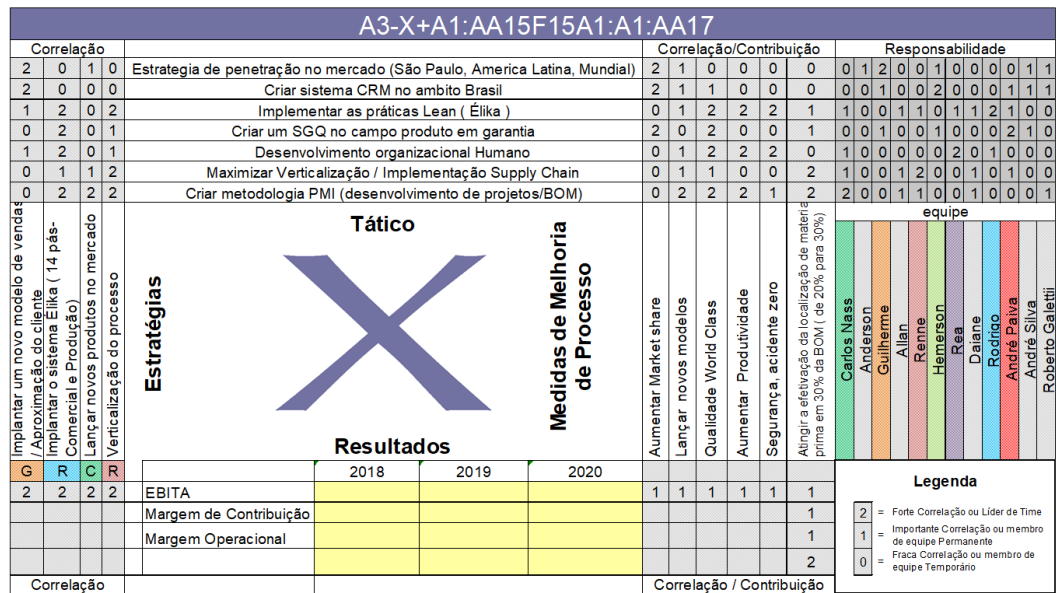 A3-X+A1:AA15F15A1:A1:AA17
Correlação Correlação/Contribuição Responsabilidade
2 0 1 0 Estrategia de penetração no mercado (São Paulo, America Latina, Mundial) 2 1 0 0 0 0 0 1 2 0 0 1 0 0 0 0 1 1
2 0 0 0 Criar sistema CRM no ambito Brasil 2 1 1 0 0 0 0 0 1 0 0 2 0 0 0 1 1 1
1 2 0 2 Implementar as práticas Lean ( Élika ) 0 1 2 2 2 1 1 0 0 1 1 0 1 1 2 1 0 0
0 2 0 1 Criar um SGQ no campo produto em garantia 2 0 2 0 0 1 0 0 1 0 0 1 0 0 0 2 1 0
1 2 0 1 Desenvolvimento organizacional Humano 0 1 2 2 2 0 1 0 0 0 0 0 2 0 1 0 0 0
0 1 1 2 Maximizar Verticalização / Implementação Supply Chain 0 1 1 0 0 2 1 0 0 1 2 0 0 1 0 1 0 0
0 2 2 2 Criar metodologia PMI (desenvolvimento de projetos/BOM) 0 2 2 2 1 2 2 0 0 1 1 0 1 0 0 0 0 1
Implantar um novo modelo de vendas
/ Aproximação do cliente
Implantar o sistema Élika ( 14 pás-
Comercial e Produção)
Lançar novos produtos no mercado
Verticalização do processo
Estratégias
Tático
Medidas de Melhoria
de Processo
Resultados
Aumentar Market share
Lançar novos modelos
Qualidade World Class
Aumentar Produtividade
Segurança, acidente zero
Atingir a efetivação da localização de materia
prima em 30% da BOM ( de 20% para 30%)
equipe
Carlos Nass
Anderson
Guilherme
Allan
Renne
Hemerson
Rea
Daiane
Rodrigo
André Paiva
André Silva
Roberto Galettii
G R C R 2018 2019 2020
2 2 2 2 EBITA 1 1 1 1 1 1
Margem de Contribuição 1
Margem Operacional 1
2
Legenda
2 = Forte Correlação ou Líder de Time
1 = Importante Correlação ou membro
de equipe Permanente
0 = Fraca Correlação ou membro de
equipe Temporário
Correlação Correlação / Contribuição